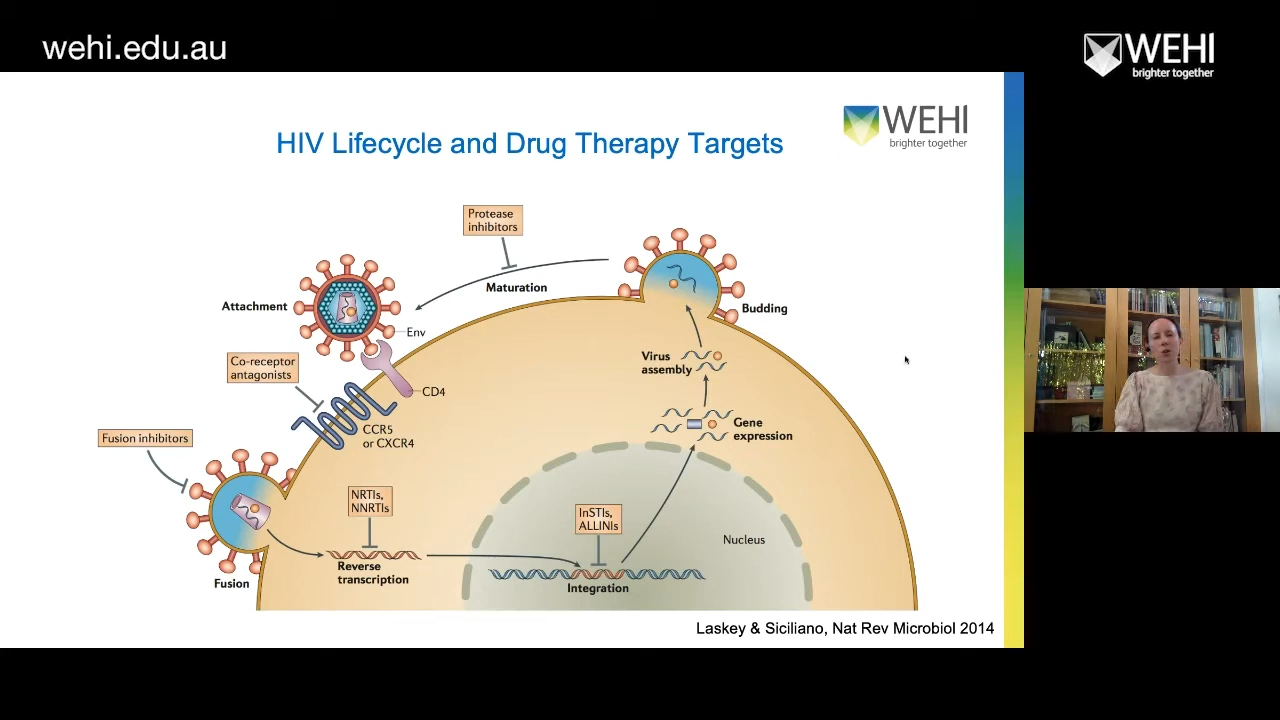 wehi.edu.au
WEHI
brighter together
HIV Lifecycle and Drug Therapy Targets
WEHI
brighter together
Protease
inhibitors
Maturation
Attachment
Env
Budding
Co-receptor
antagonists
CD4
CCR5
or CXCR4
Virus
assembly
Gene
expression
Fusion inhibitors
NRTIs,
NNRTIs
InSTIs,
ALLINIs
Nucleus
Reverse
transcription
Integration
Fusion
Laskey & Siciliano, Nat Rev Microbiol 2014